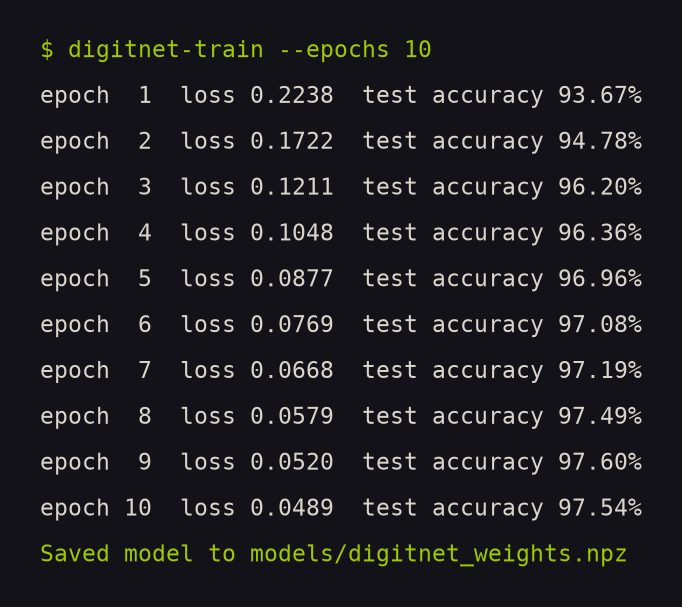 $ digitnet-train --epochs 10
epoch  1  loss 0.2238  test accuracy 93.67%
epoch  2  loss 0.1722  test accuracy 94.78%
epoch  3  loss 0.1211  test accuracy 96.20%
epoch  4  loss 0.1048  test accuracy 96.36%
epoch  5  loss 0.0877  test accuracy 96.96%
epoch  6  loss 0.0769  test accuracy 97.08%
epoch  7  loss 0.0668  test accuracy 97.19%
epoch  8  loss 0.0579  test accuracy 97.49%
epoch  9  loss 0.0520  test accuracy 97.60%
epoch 10  loss 0.0489  test accuracy 97.54%
Saved model to models/digitnet_weights.npz